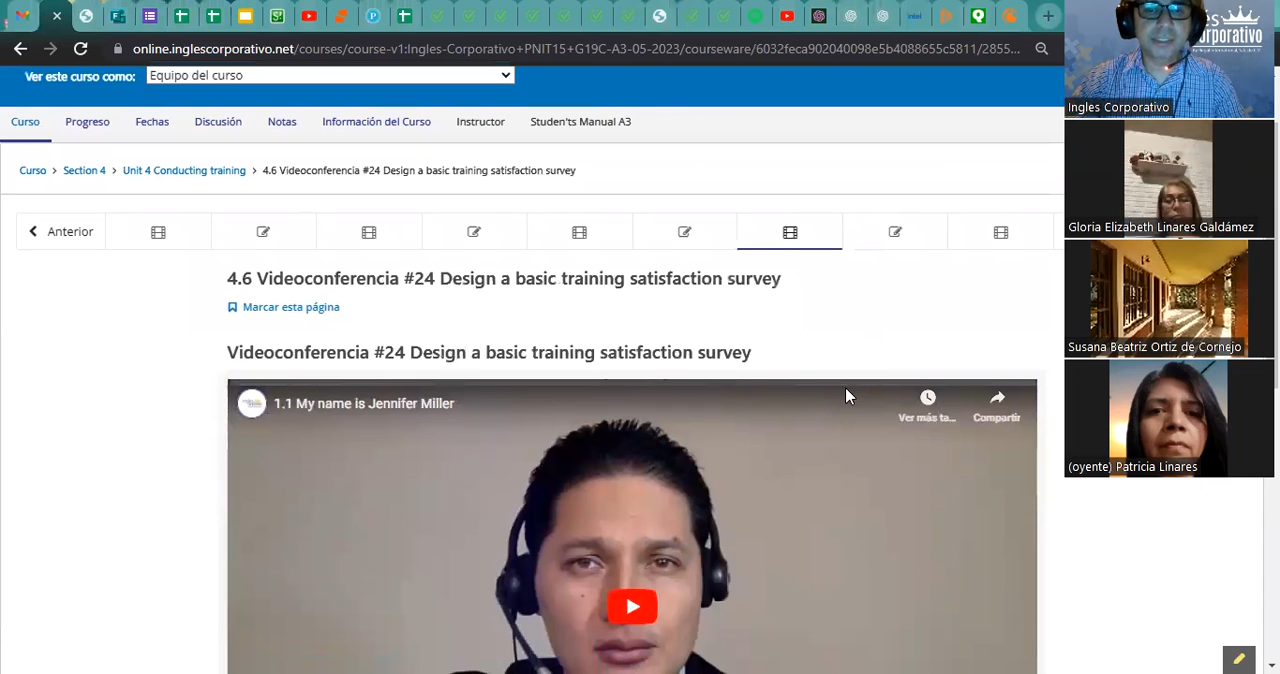 online.inglescorporativo.net/courses/course-v1:Ingles-Corporativo+PNIT15+G19C-A3-05-2023/courseware/6032feca902040098e5b4088655c5811/2855...
Ver este curso como: Equipo del curso
Curso Progreso Fechas Discusión Notas Información del Curso Instructor Studen'ts Manual A3
Curso > Section 4 > Unit 4 Conducting training > 4.6 Videoconferencia #24 Design a basic training satisfaction survey
Anterior
4.6 Videoconferencia #24 Design a basic training satisfaction survey
Marcar esta página
Videoconferencia #24 Design a basic training satisfaction survey
1.1 My name is Jennifer Miller
Ver más ta...
Compartir
Ingles Corporativo
Gloria Elizabeth Linares Galdámez
Susana Beatriz Ortiz de Cornejo
(oyente) Patricia Linares